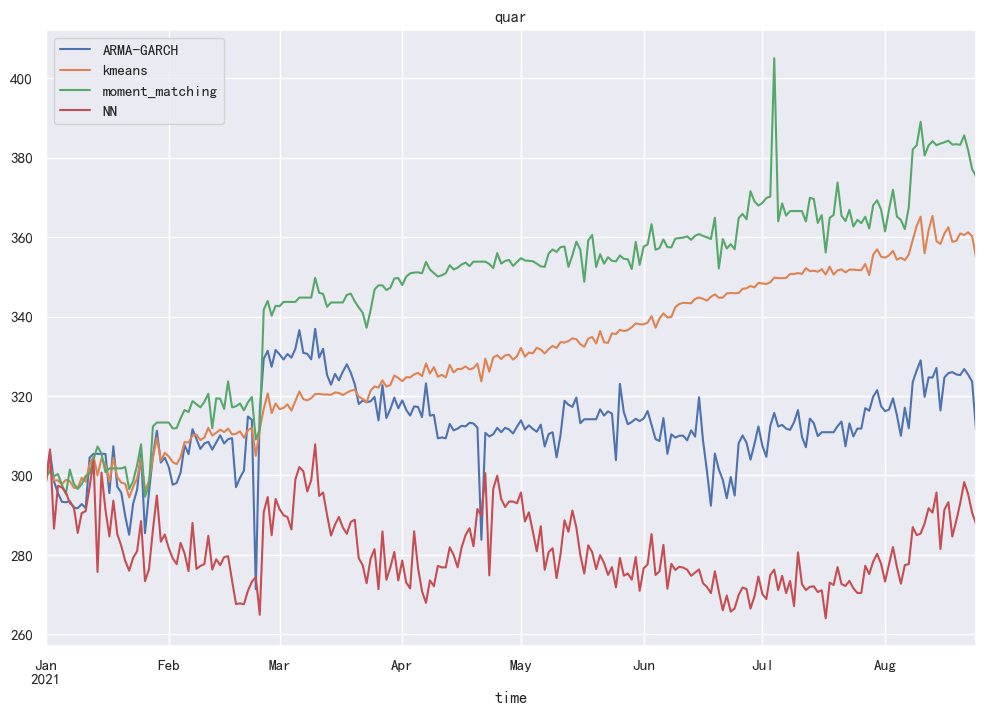 quar
ARMA-GARCH
kmeans
moment_matching
NN
400
380
360
340
320
300
280
260
Jan Feb Mar Apr May Jun Jul Aug
2021
time